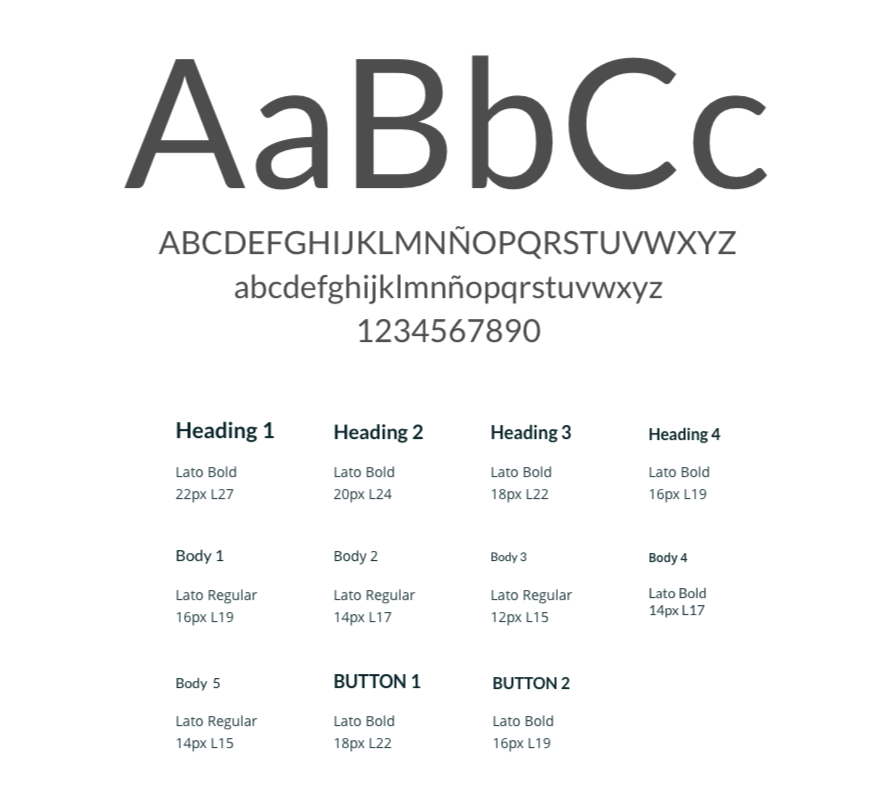 AaBbCc
ABCDEFGHIJKLMNÑOPQRSTUVWXYZ
abcdefghijklmnñopqrstuvwxyz
1234567890
Heading 1
Lato Bold
22px L27
Heading 2
Lato Bold
20px L24
Heading 3
Lato Bold
18px L22
Heading 4
Lato Bold
16px L19
Body 1
Lato Regular
16px L19
Body 2
Lato Regular
14px L17
Body 3
Lato Regular
12px L15
Body 4
Lato Bold
14px L17
Body 5
Lato Regular
14px L15
BUTTON 1
Lato Bold
18px L22
BUTTON 2
Lato Bold
16px L19